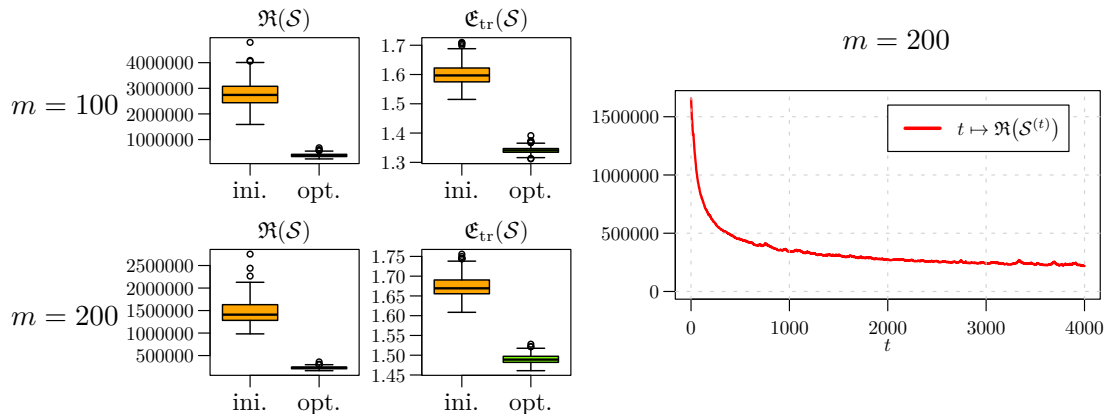 ℜ(𝒮)
4000000
3000000
2000000
1000000
ini. opt.
𝔈tr(𝒮)
1.7
1.6
1.5
1.4
1.3
ini. opt.
m = 100
ℜ(𝒮)
2500000
2000000
1500000
1000000
500000
ini. opt.
𝔈tr(𝒮)
1.75
1.70
1.65
1.60
1.55
1.50
1.45
ini. opt.
m = 200
m = 200
t ↦ ℜ(𝒮⁽ᵗ⁾)
1500000
1000000
500000
0
0 1000 2000 3000 4000
t